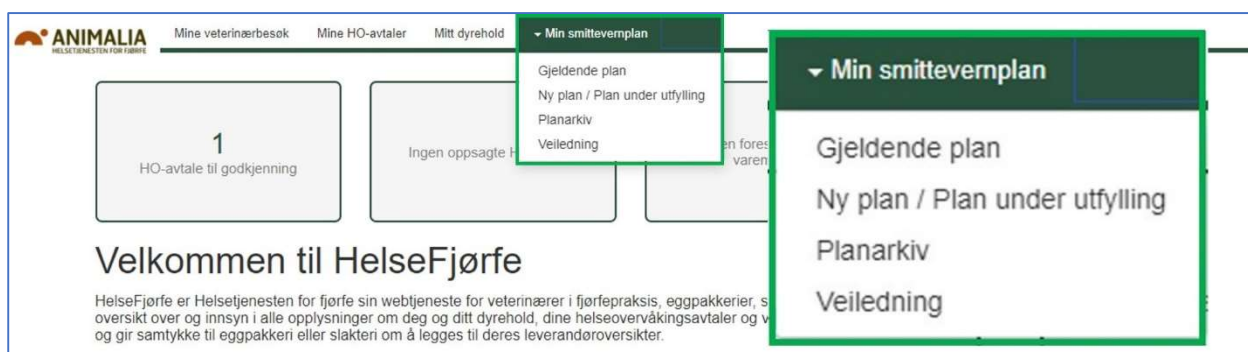 ANIMALIA
HELSETJENESTEN FOR FJØRFE
Mine veterinærbesøk Mine HO-avtaler Mitt dyrehold Min smittevernplan
Gjeldende plan
Ny plan / Plan under utfylling
Planarkiv
Veiledning
1
HO-avtale til godkjenning
Ingen oppsagte
Velkommen til HelseFjørfe
HelseFjørfe er Helsetjenesten for fjørfe sin webtjeneste for veterinærer i fjørfepraksis, eggpakkerier,
oversikt over og innsyn i alle opplysninger om deg og ditt dyrehold, dine helseovervåkingsavtaler og
og gir samtykke til eggpakkeri eller slakteri om å legges til deres leverandøroversikter.
Min smittevernplan
Gjeldende plan
Ny plan / Plan under utfylling
Planarkiv
Veiledning